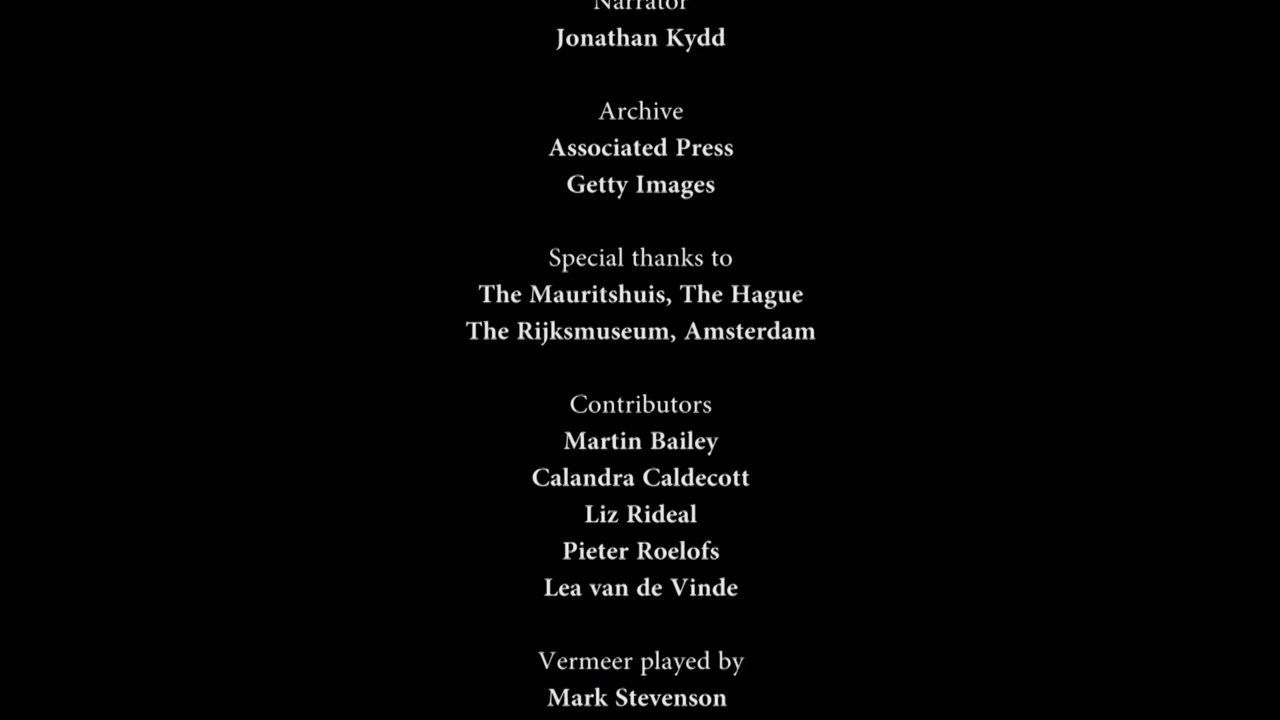 Narrator
Jonathan Kydd
Archive
Associated Press
Getty Images
Special thanks to
The Mauritshuis, The Hague
The Rijksmuseum, Amsterdam
Contributors
Martin Bailey
Calandra Caldecott
Liz Rideal
Pieter Roelofs
Lea van de Vinde
Vermeer played by
Mark Stevenson